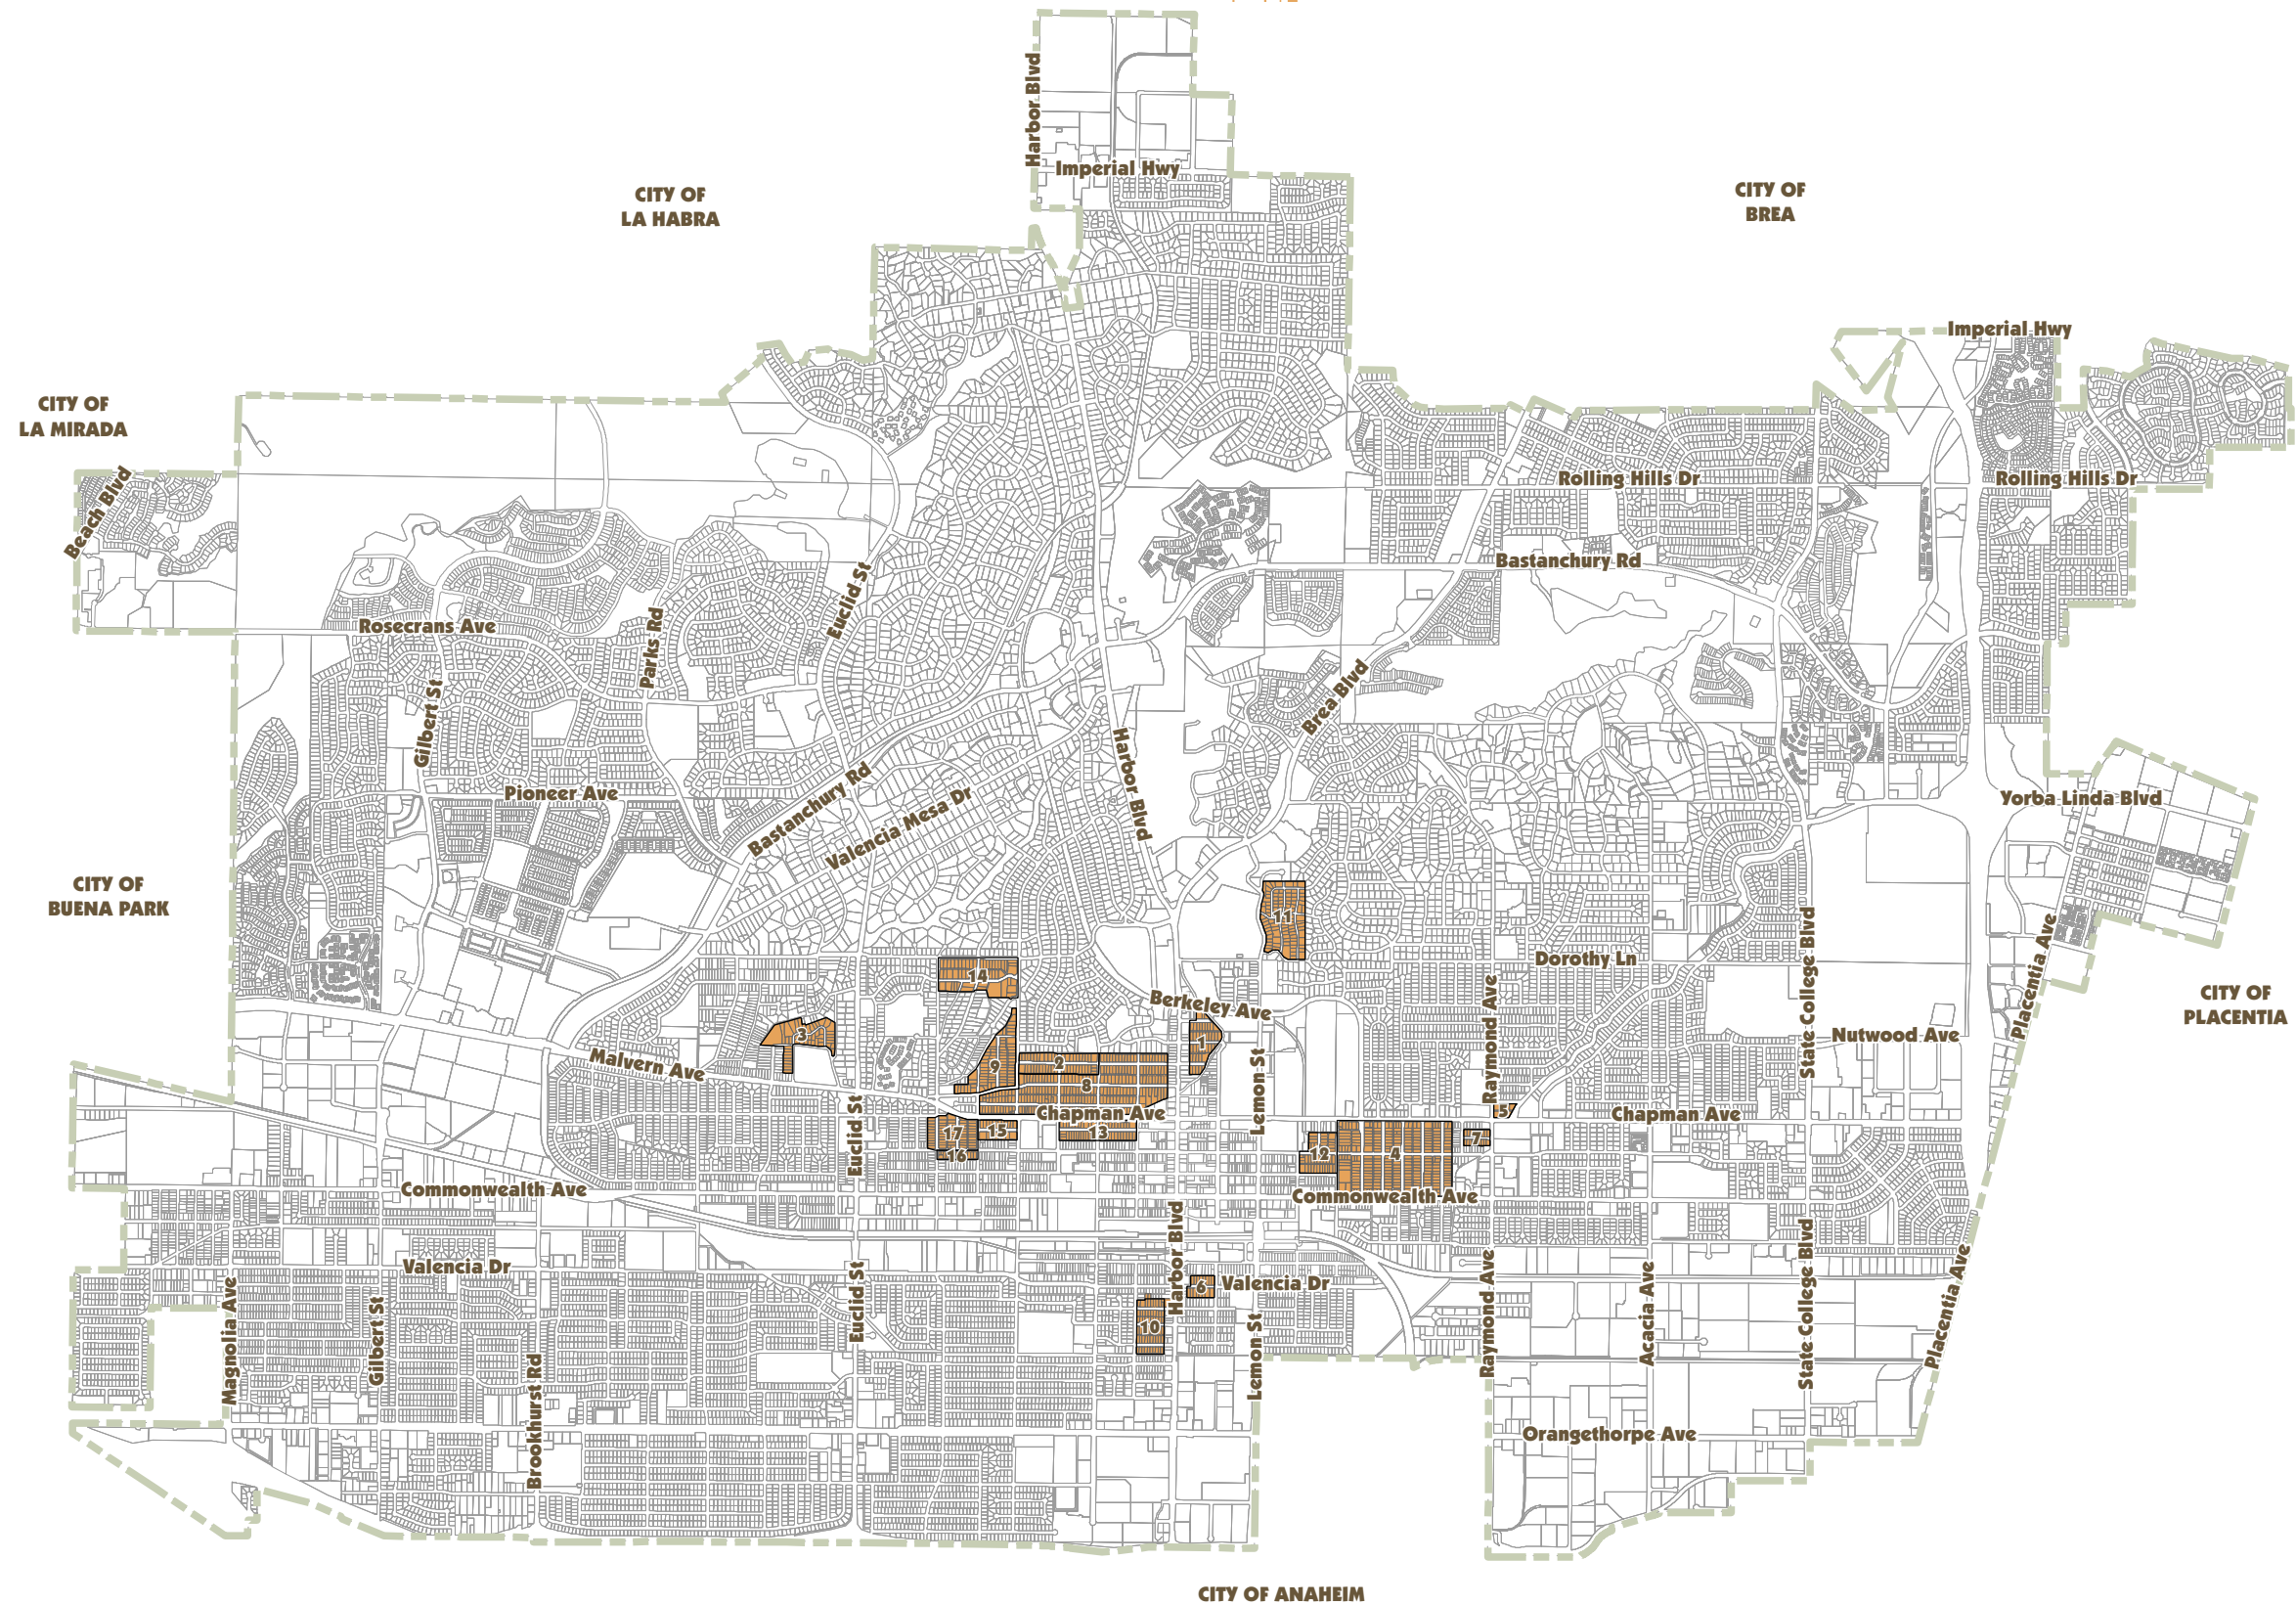 Harbor Blvd
Imperial Hwy
CITY OF
LA HABRA
CITY OF
BREA
Imperial Hwy
CITY OF
LA MIRADA
Beach Blvd
Rolling Hills Dr
Rolling Hills Dr
Bastanchury Rd
Euclid St
Rosecrans Ave
Parks Rd
Gilbert St
Brea Blvd
Harbor Blvd
Pioneer Ave
Bastanchury Rd
Valencia Mesa Dr
Yorba Linda Blvd
CITY OF
BUENA PARK
11
Dorothy Ln
State College Blvd
Placentia Ave
CITY OF
PLACENTIA
14
Berkeley Ave
Raymond Ave
3
1
Nutwood Ave
Malvern Ave
9
2
8
Lemon St
Chapman Ave
5
Chapman Ave
Euclid St
17
15
13
7
16
12
4
Commonwealth Ave
Commonwealth Ave
Harbor Blvd
Valencia Dr
6
Valencia Dr
Magnolia Ave
Gilbert St
Euclid St
10
Lemon St
Raymond Ave
Acacia Ave
State College Blvd
Placentia Ave
Brookhurst Rd
Orangethorpe Ave
CITY OF ANAHEIM